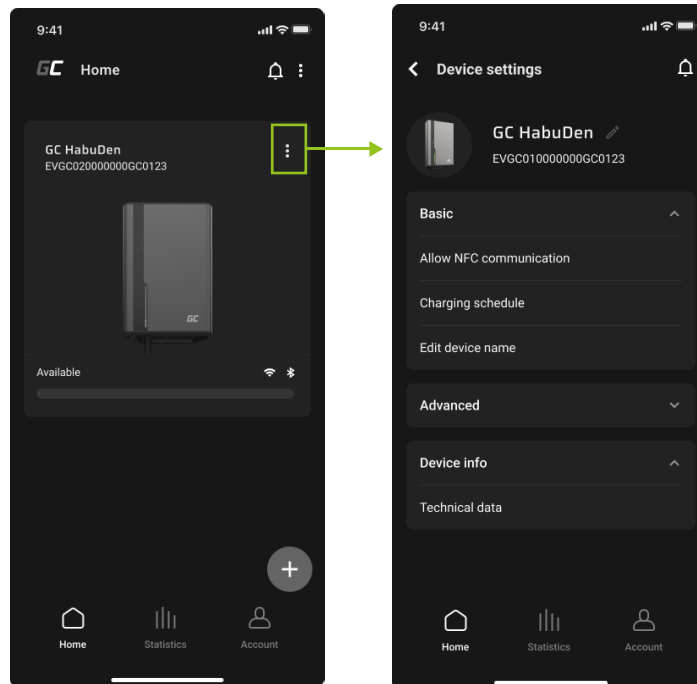 9:41
GC Home
GC HabuDen
EVGC020000000GC0123
GC
Available
Home Statistics Account
9:41
Device settings
GC HabuDen
EVGC010000000GC0123
Basic
Allow NFC communication
Charging schedule
Edit device name
Advanced
Device info
Technical data
Home Statistics Account